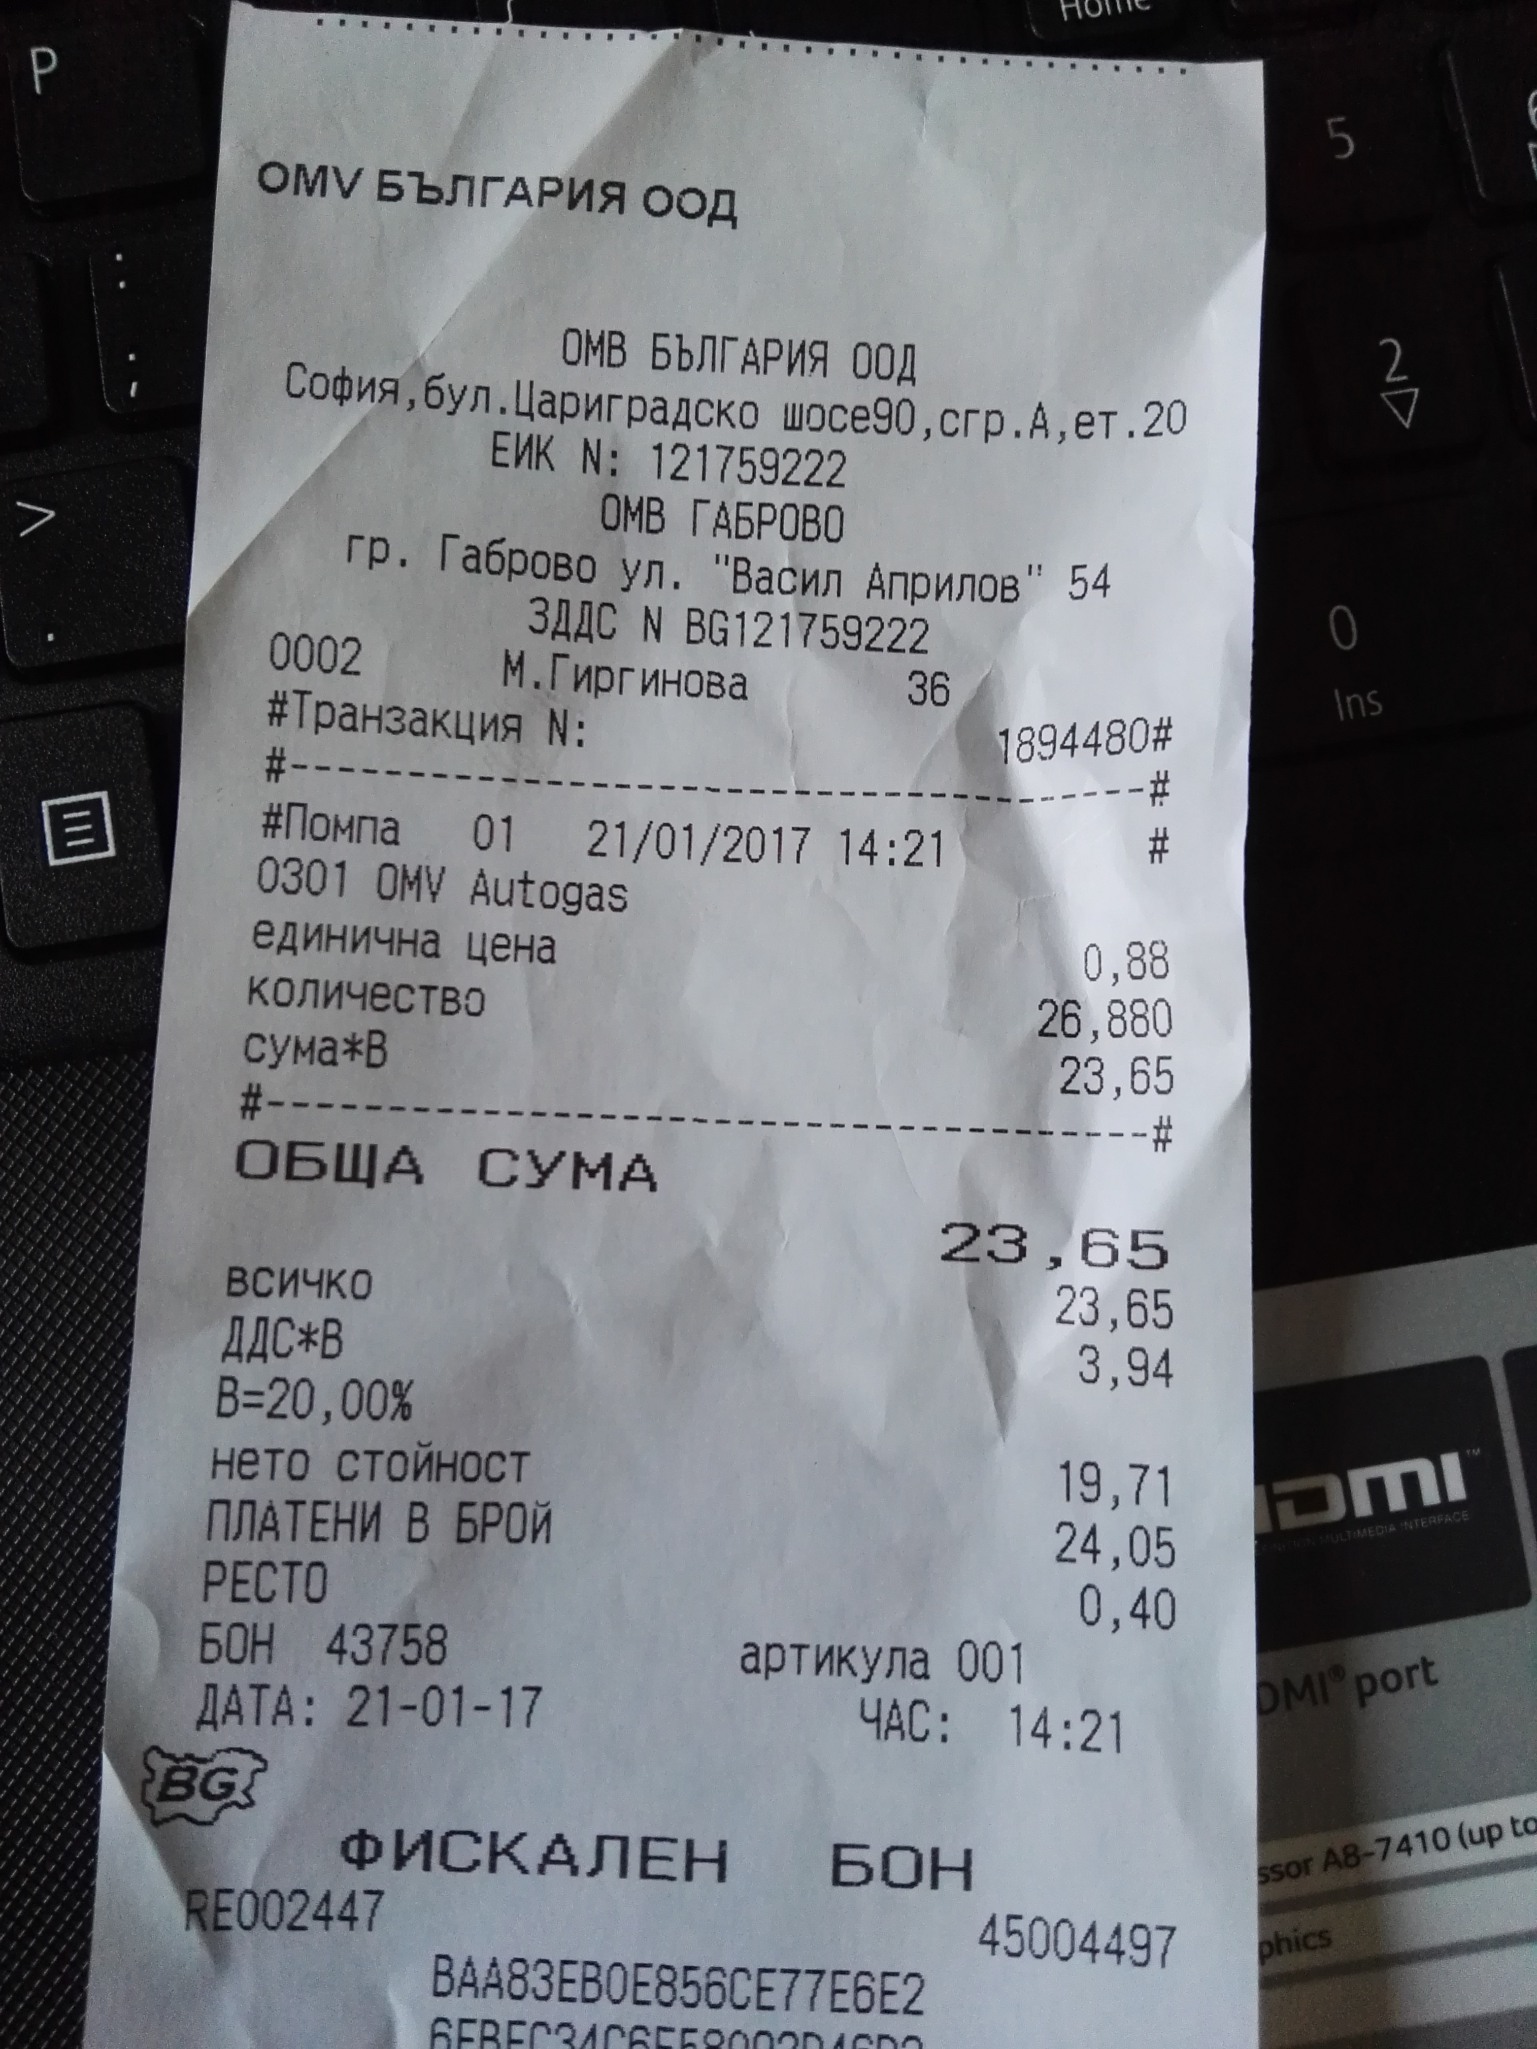 OMV БЪЛГАРИЯ ООД
ОМВ БЪЛГАРИЯ ООД
София,бул.Цариградско шосе90,сгр.А,ет.20
ЕИК N: 121759222
ОМВ ГАБРОВО
гр. Габрово ул. "Васил Априлов" 54
ЗДДС N BG121759222
0002 М.Гиргинова 36
#Транзакция N: 1894480#
#--------------------------------------#
#Помпа 01 21/01/2017 14:21 #
0301 OMV Autogas
единична цена 0,88
количество 26,880
сума*В 23,65
#--------------------------------------#
ОБЩА СУМА
23,65
всичко 23,65
ДДС*В 3,94
В=20,00%
нето стойност 19,71
ПЛАТЕНИ В БРОЙ 24,05
РЕСТО 0,40
БОН 43758 артикула 001
ДАТА: 21-01-17 ЧАС: 14:21
BG
ФИСКАЛЕН БОН
RE002447 45004497
BAA83EB0E856CE77E6E2
P
Home
5
2
0
Ins
HDMI™
port
A8-7410 (up to